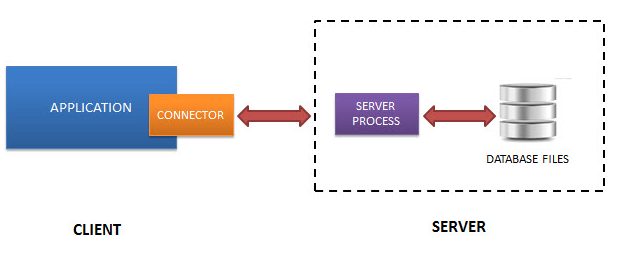 APPLICATION
CONNECTOR
SERVER
PROCESS
DATABASE FILES
CLIENT
SERVER